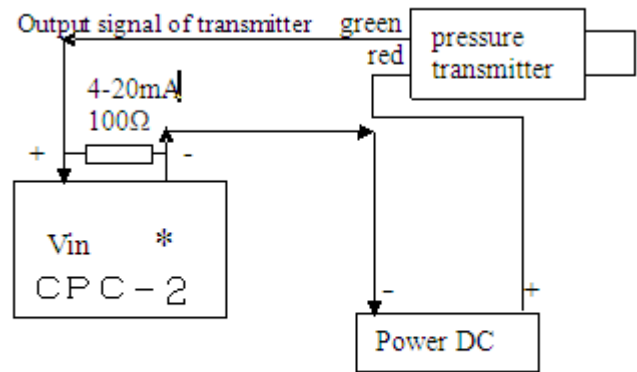 Output signal of transmitter
green
red
pressure
transmitter
4-20mA
100Ω
+
-
Vin *
CPC-2
-
+
Power DC